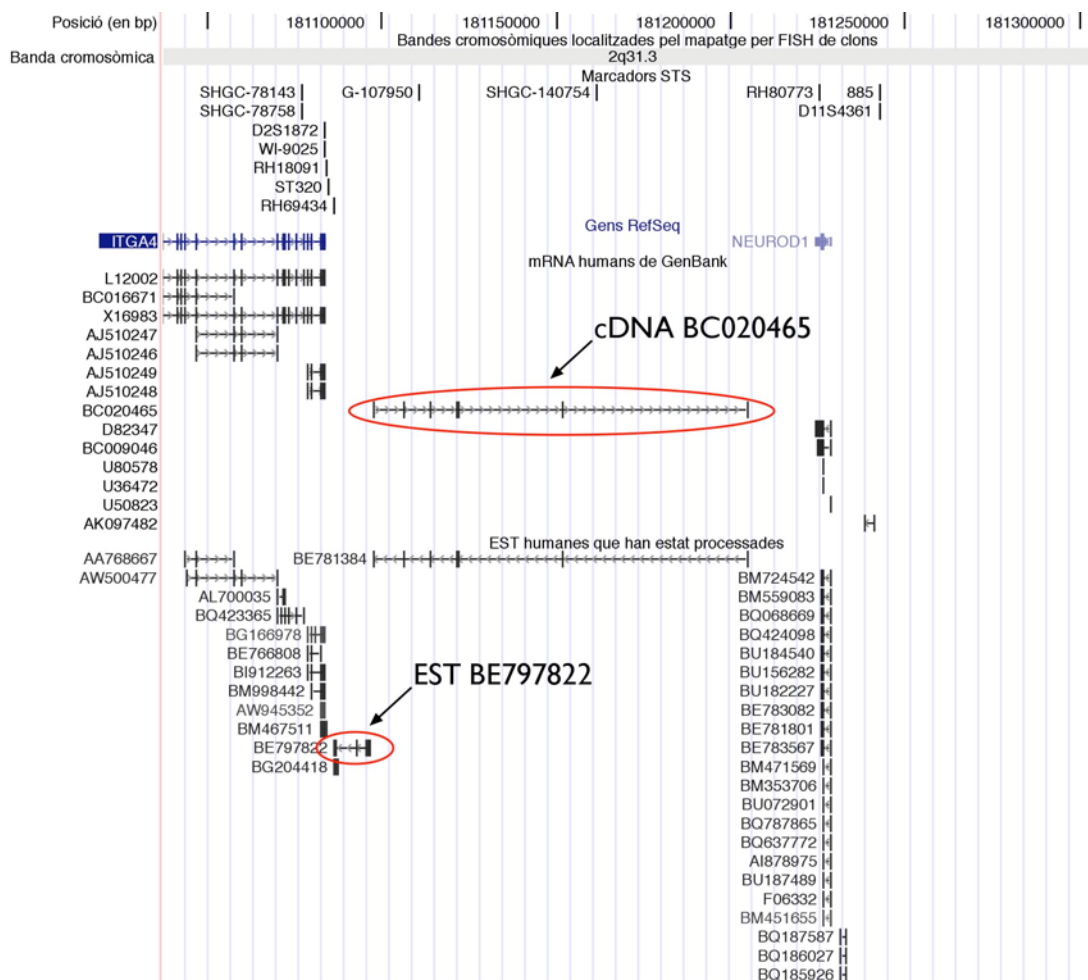 Posició (en bp) 181100000 181150000 181200000 181250000 181300000
Bandes cromosòmiques localitzades pel mapatge per FISH de clons
Banda cromosòmica 2q31.3
Marcadors STS
SHGC-78143 G-107950 SHGC-140754 RH80773 885
SHGC-78758 D11S4361
D2S1872
WI-9025
RH18091
ST320
RH69434
Gens RefSeq
ITGA4 NEUROD1
mRNA humans de GenBank
L12002
BC016671
X16983
cDNA BC020465
AJ510247
AJ510246
AJ510249
AJ510248
BC020465
D82347
BC009046
U80578
U36472
U50823
AK097482
EST humanes que han estat processades
AA768667 BE781384
AW500477 BM724542
AL700035 BM559083
BQ423365 BQ068669
BG166978 BQ424098
BE766808 BU184540
BI912263 BU156282
EST BE797822
BM998442 BU182227
AW945352 BE783082
BM467511 BE781801
BE797822 BE783567
BG204418 BM471569
BM353706
BU072901
BQ787865
BQ637772
AI878975
BU187489
F06332
BM451655
BQ187587
BQ186027
BQ185926